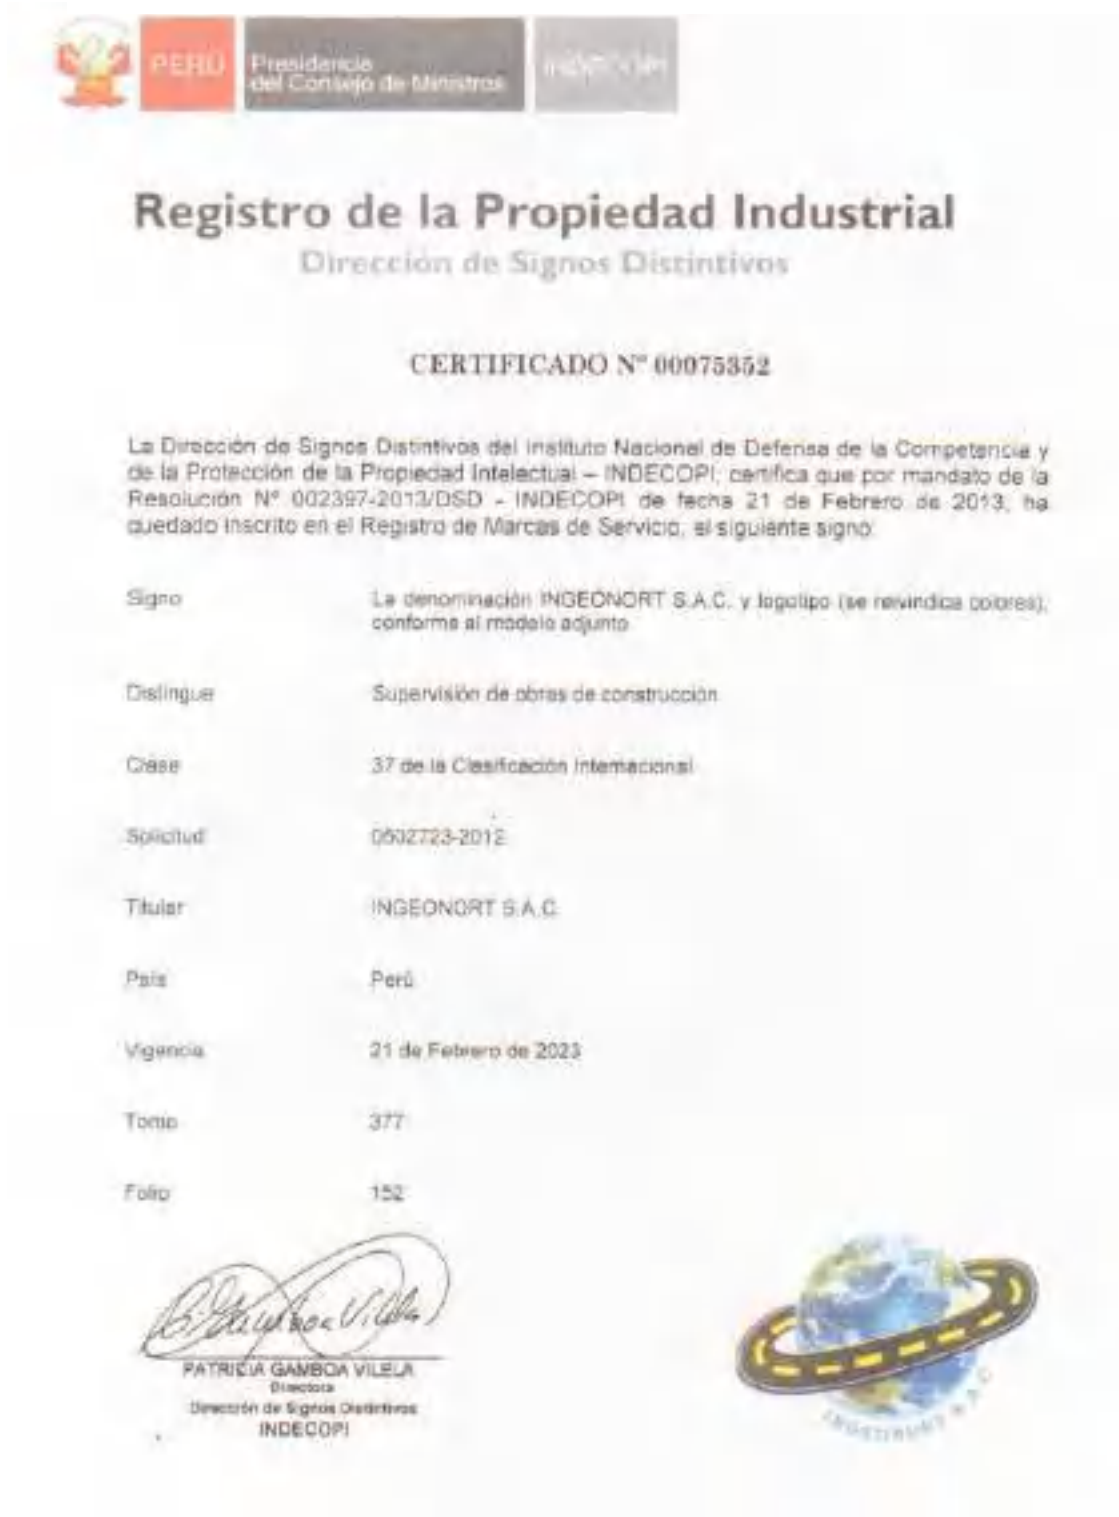 PERÚ
Presidencia
del Consejo de Ministros
INDECOPI
Registro de la Propiedad Industrial
Dirección de Signos Distintivos
CERTIFICADO Nº 00075352
La Dirección de Signos Distintivos del Instituto Nacional de Defensa de la Competencia y
de la Protección de la Propiedad Intelectual – INDECOPI, certifica que por mandato de la
Resolución Nº 002397-2013/DSD - INDECOPI de fecha 21 de Febrero de 2013, ha
quedado inscrito en el Registro de Marcas de Servicio, el siguiente signo:
Signo La denominación INGEONORT S.A.C. y logotipo (se reivindica colores),
conforme al modelo adjunto
Distingue Supervisión de obras de construcción
Clase 37 de la Clasificación Internacional
Solicitud 0502723-2012
Titular INGEONORT S.A.C.
País Perú
Vigencia 21 de Febrero de 2023
Tomo 377
Folio 152
PATRICIA GAMBOA VILELA
Directora
Dirección de Signos Distintivos
INDECOPI